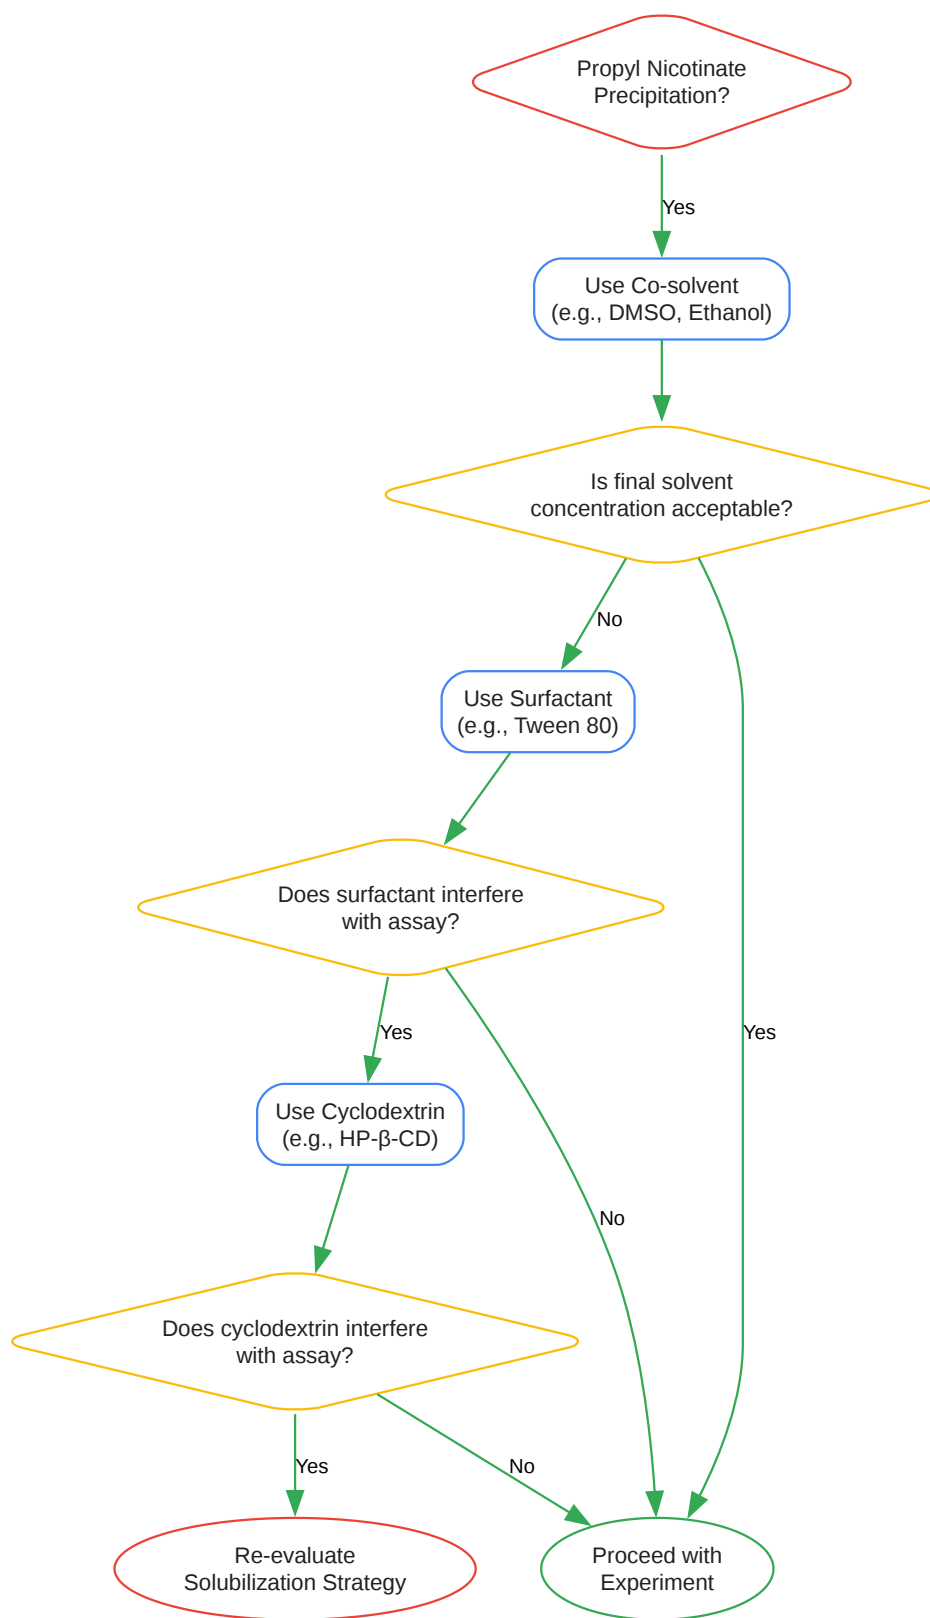 Propyl Nicotinate
Precipitation?
Yes
Use Co-solvent
(e.g., DMSO, Ethanol)
Is final solvent
concentration acceptable?
No
Use Surfactant
(e.g., Tween 80)
Does surfactant interfere
with assay?
Yes
Yes
Use Cyclodextrin
(e.g., HP-β-CD)
No
Does cyclodextrin interfere
with assay?
Yes
No
Re-evaluate
Solubilization Strategy
Proceed with
Experiment